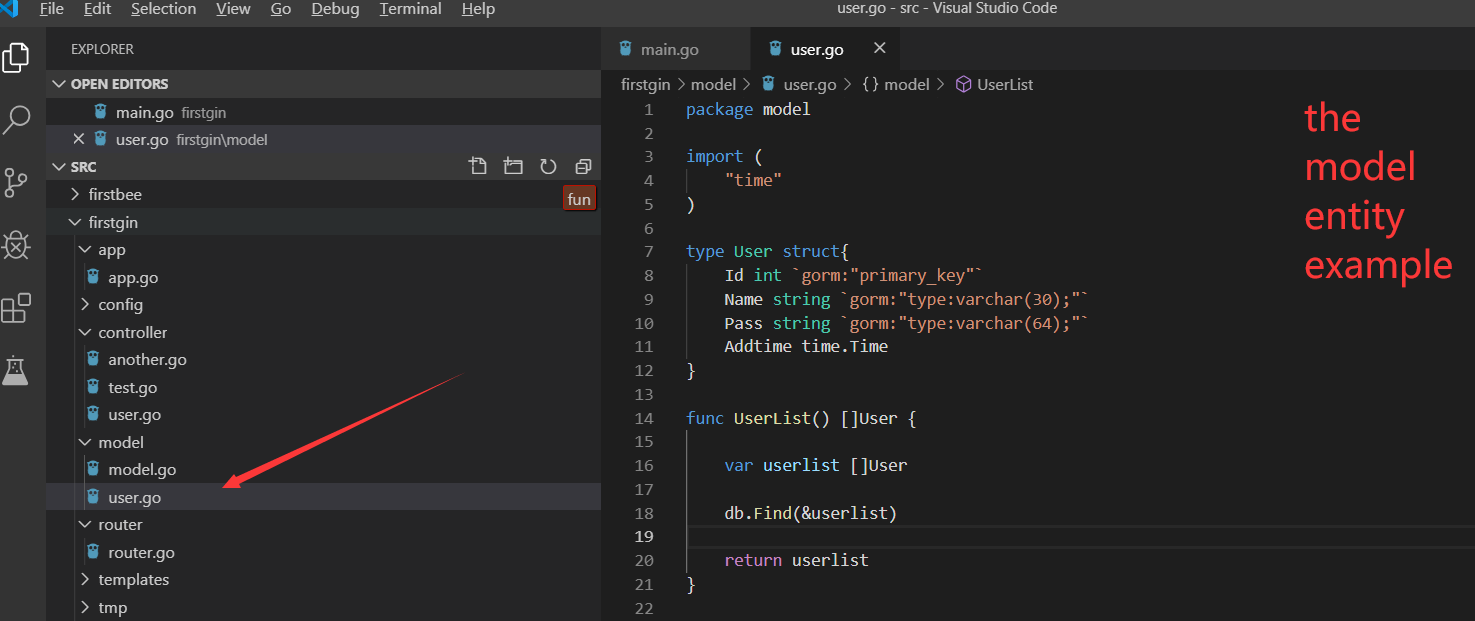 File Edit Selection View Go Debug Terminal Help
user.go - src - Visual Studio Code
EXPLORER
OPEN EDITORS
main.go firstgin
user.go firstgin\model
SRC
firstbee
fun
firstgin
app
app.go
config
controller
another.go
test.go
user.go
model
model.go
user.go
router
router.go
templates
tmp
main.go
user.go
firstgin > model > user.go > {} model > UserList
1 package model
2
3 import (
4 "time"
5 )
6
7 type User struct{
8 Id int `gorm:"primary_key"`
9 Name string `gorm:"type:varchar(30);"`
10 Pass string `gorm:"type:varchar(64);"`
11 Addtime time.Time
12 }
13
14 func UserList() []User {
15
16 var userlist []User
17
18 db.Find(&userlist)
19
20 return userlist
21 }
22
the
model
entity
example